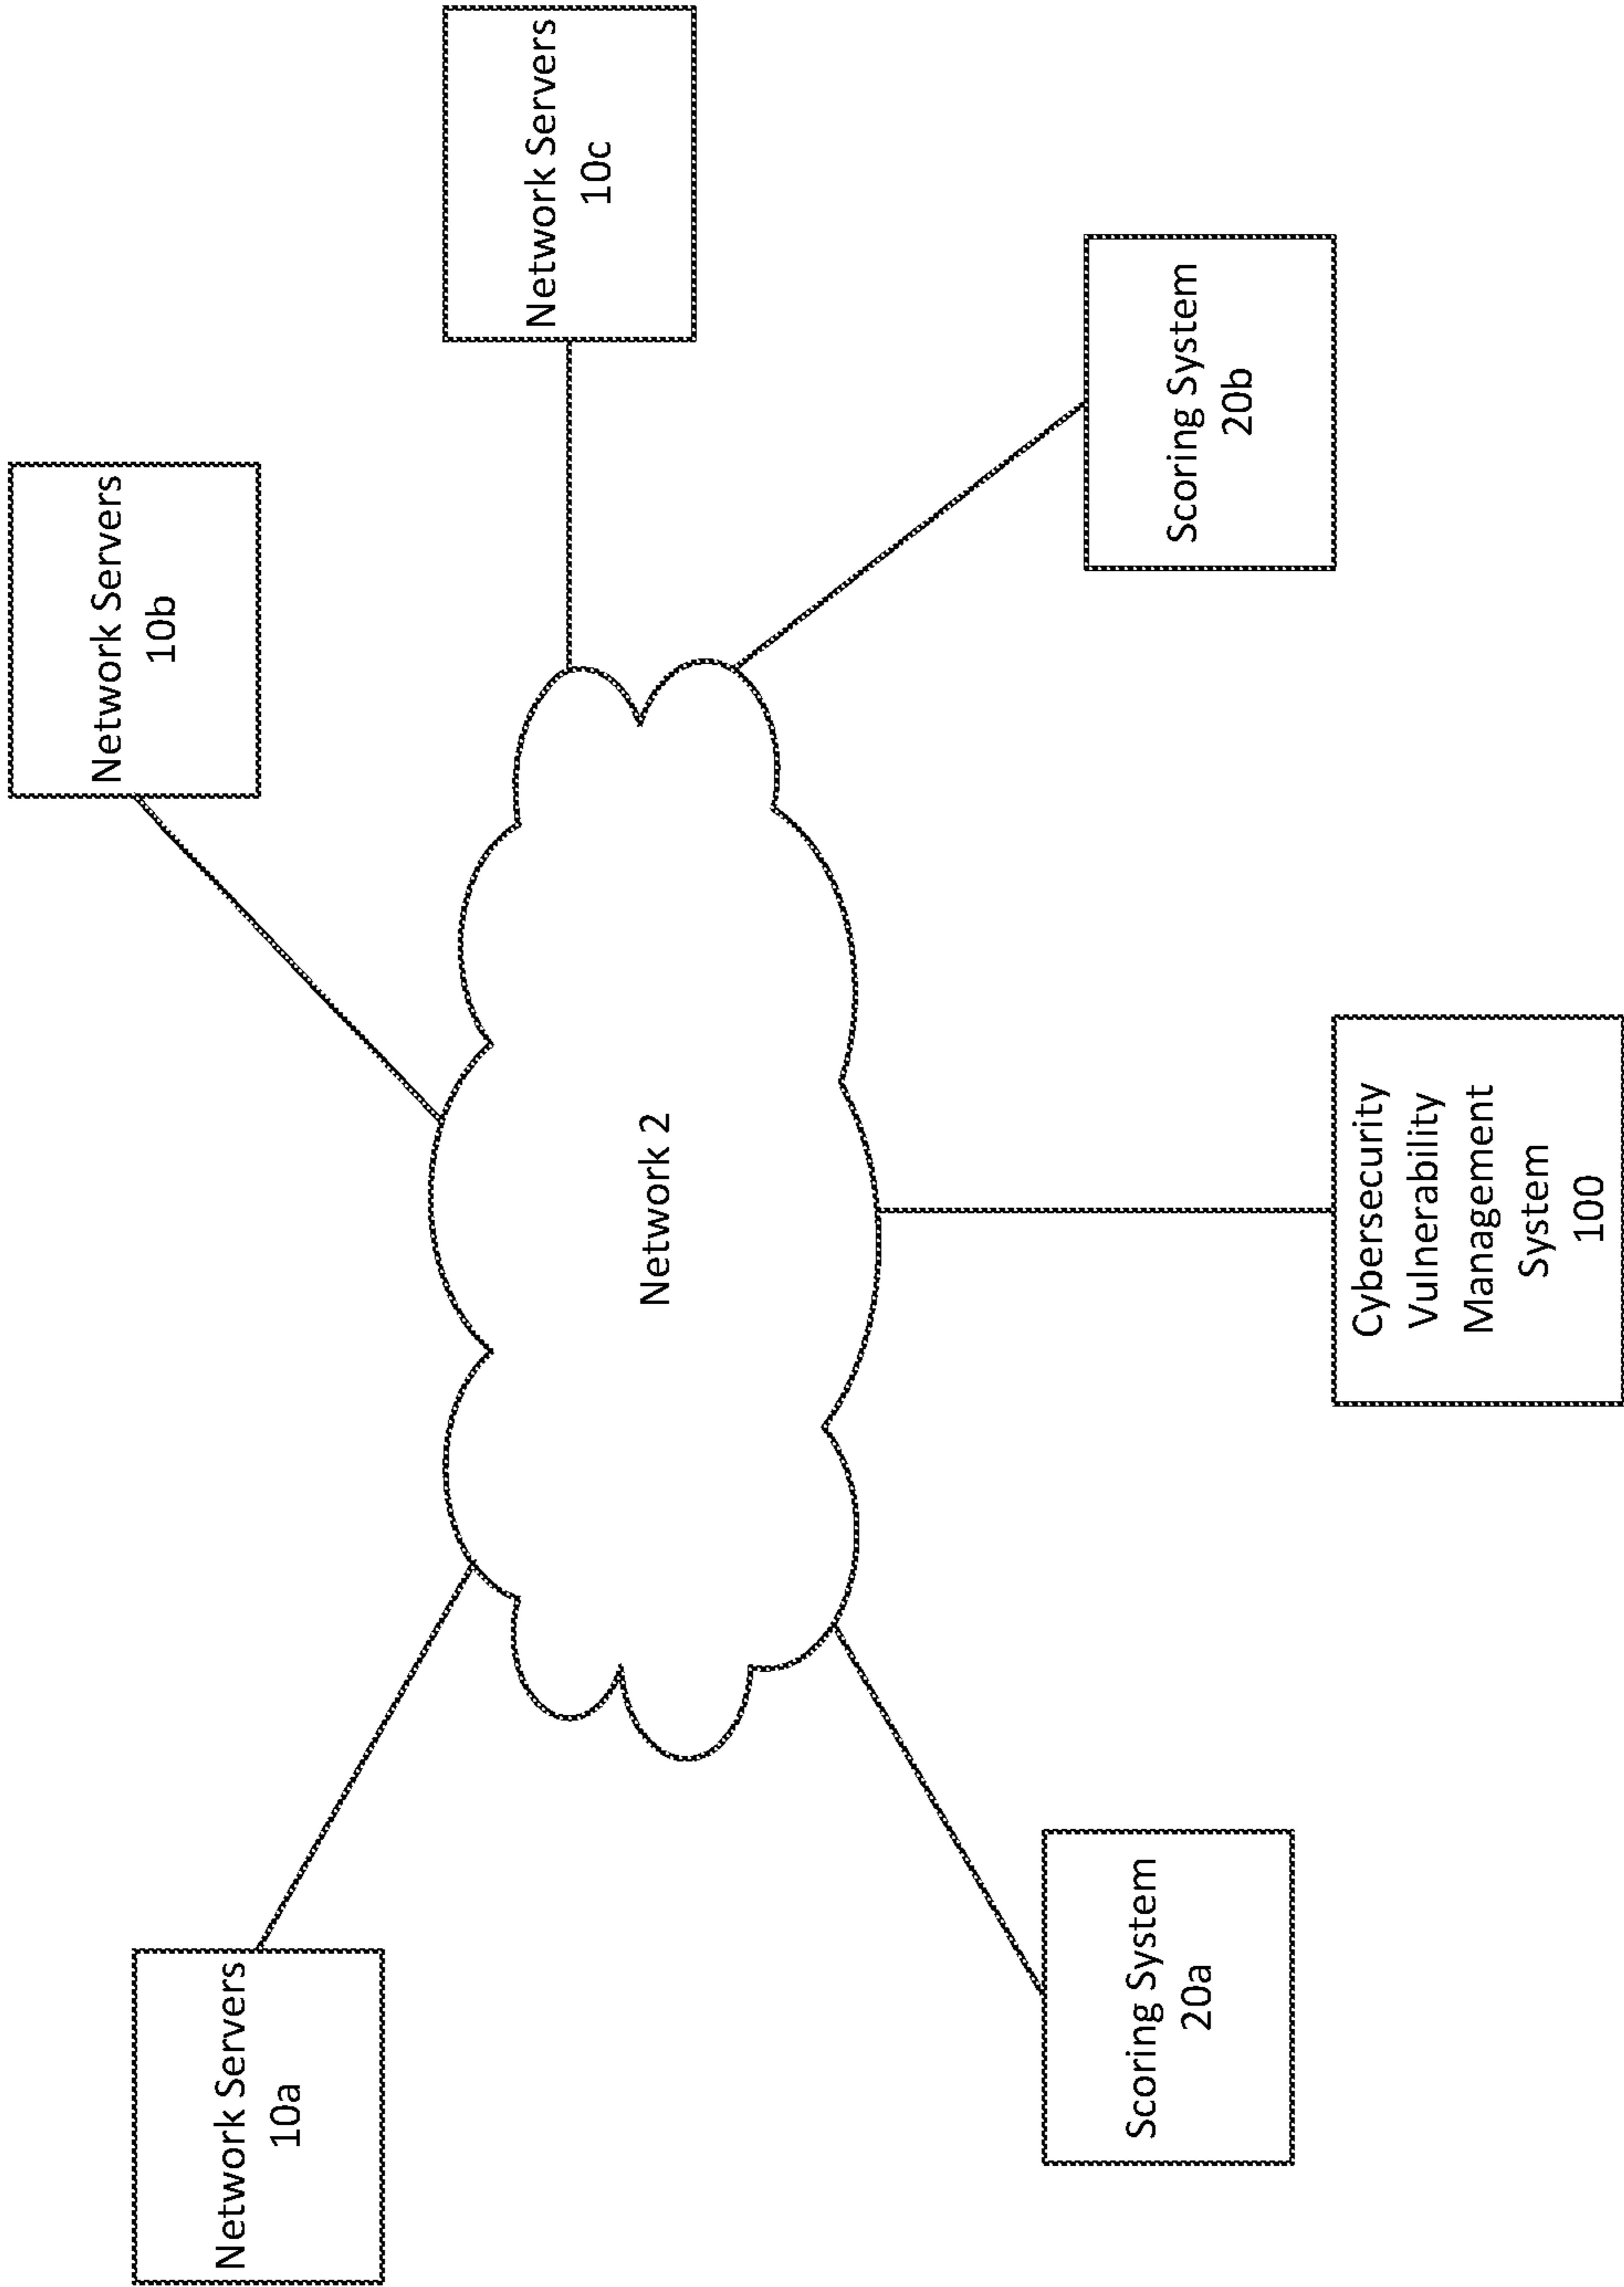 Network Servers
10a
Network Servers
10b
Network Servers
10c
Network 2
Scoring System
20a
Cybersecurity
Vulnerability
Management
System
100
Scoring System
20b